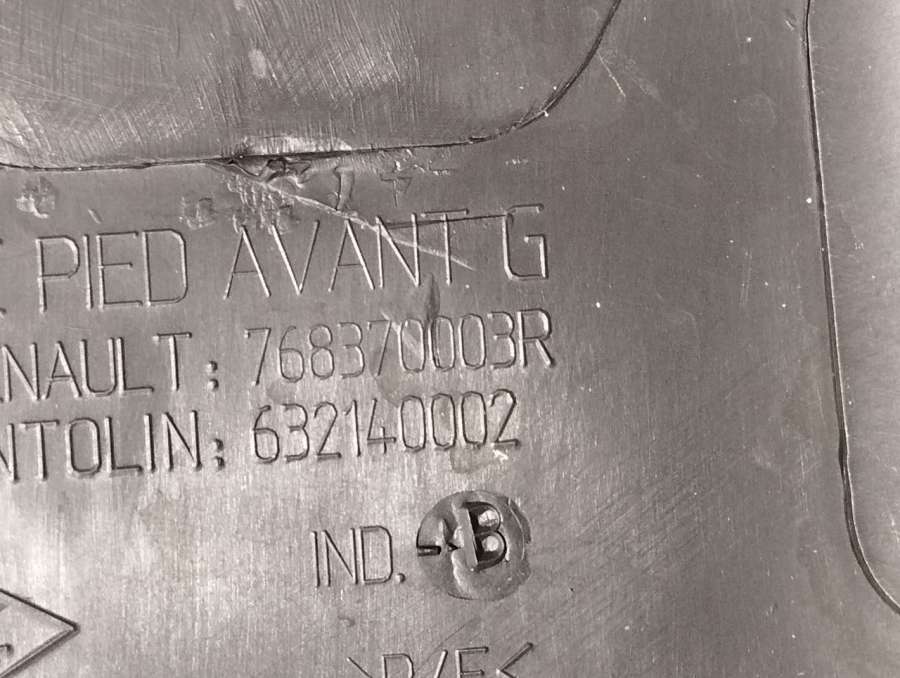 PIED AVANT G
NAULT: 768370003R
NTOLIN: 632140002
IND. B
>P/E<